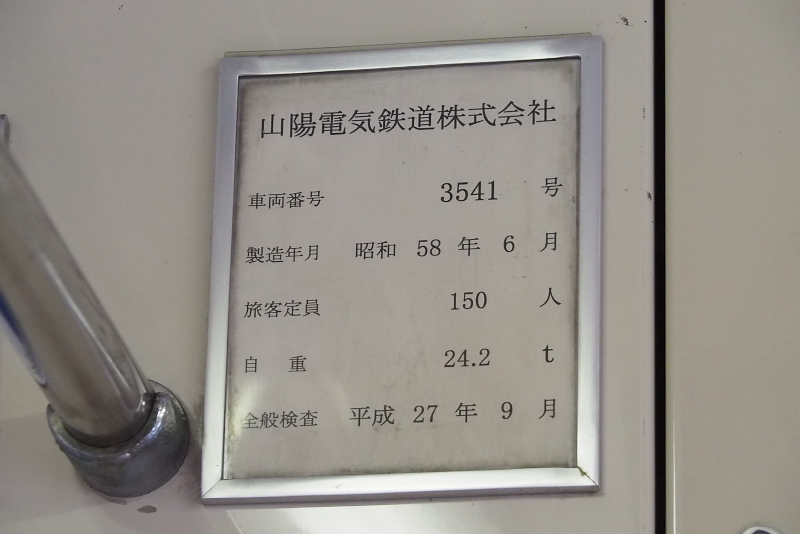 山陽電気鉄道株式会社
車両番号 3541 号
製造年月 昭和 58 年 6 月
旅客定員 150 人
自重 24.2 t
全般検査 平成 27 年 9 月